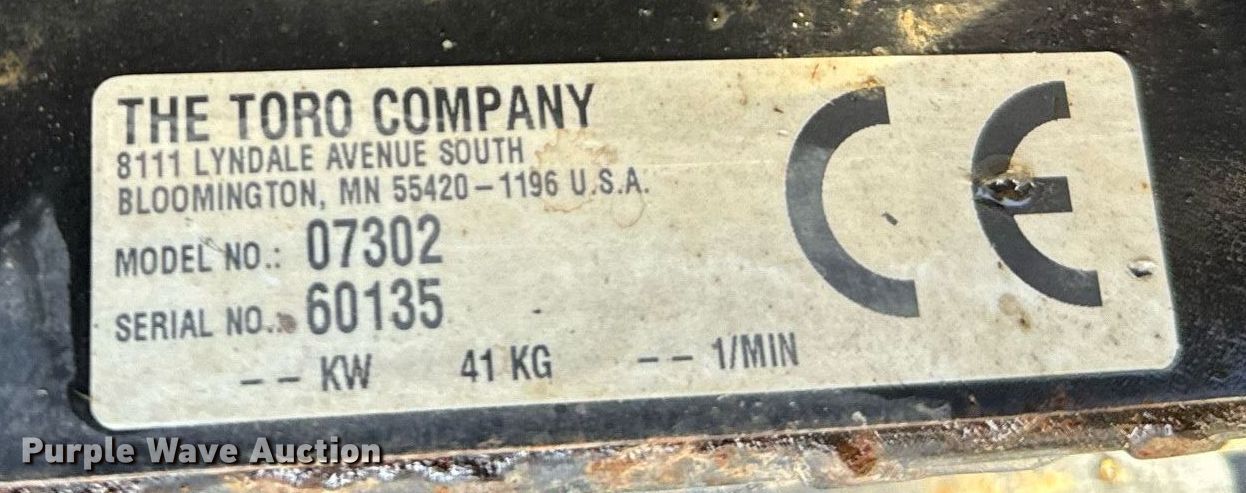 THE TORO COMPANY
8111 LYNDALE AVENUE SOUTH
BLOOMINGTON, MN 55420-1196 U.S.A.
MODEL NO.: 07302
SERIAL NO.: 60135
-- KW 41 KG -- 1/MIN
CE
Purple Wave Auction